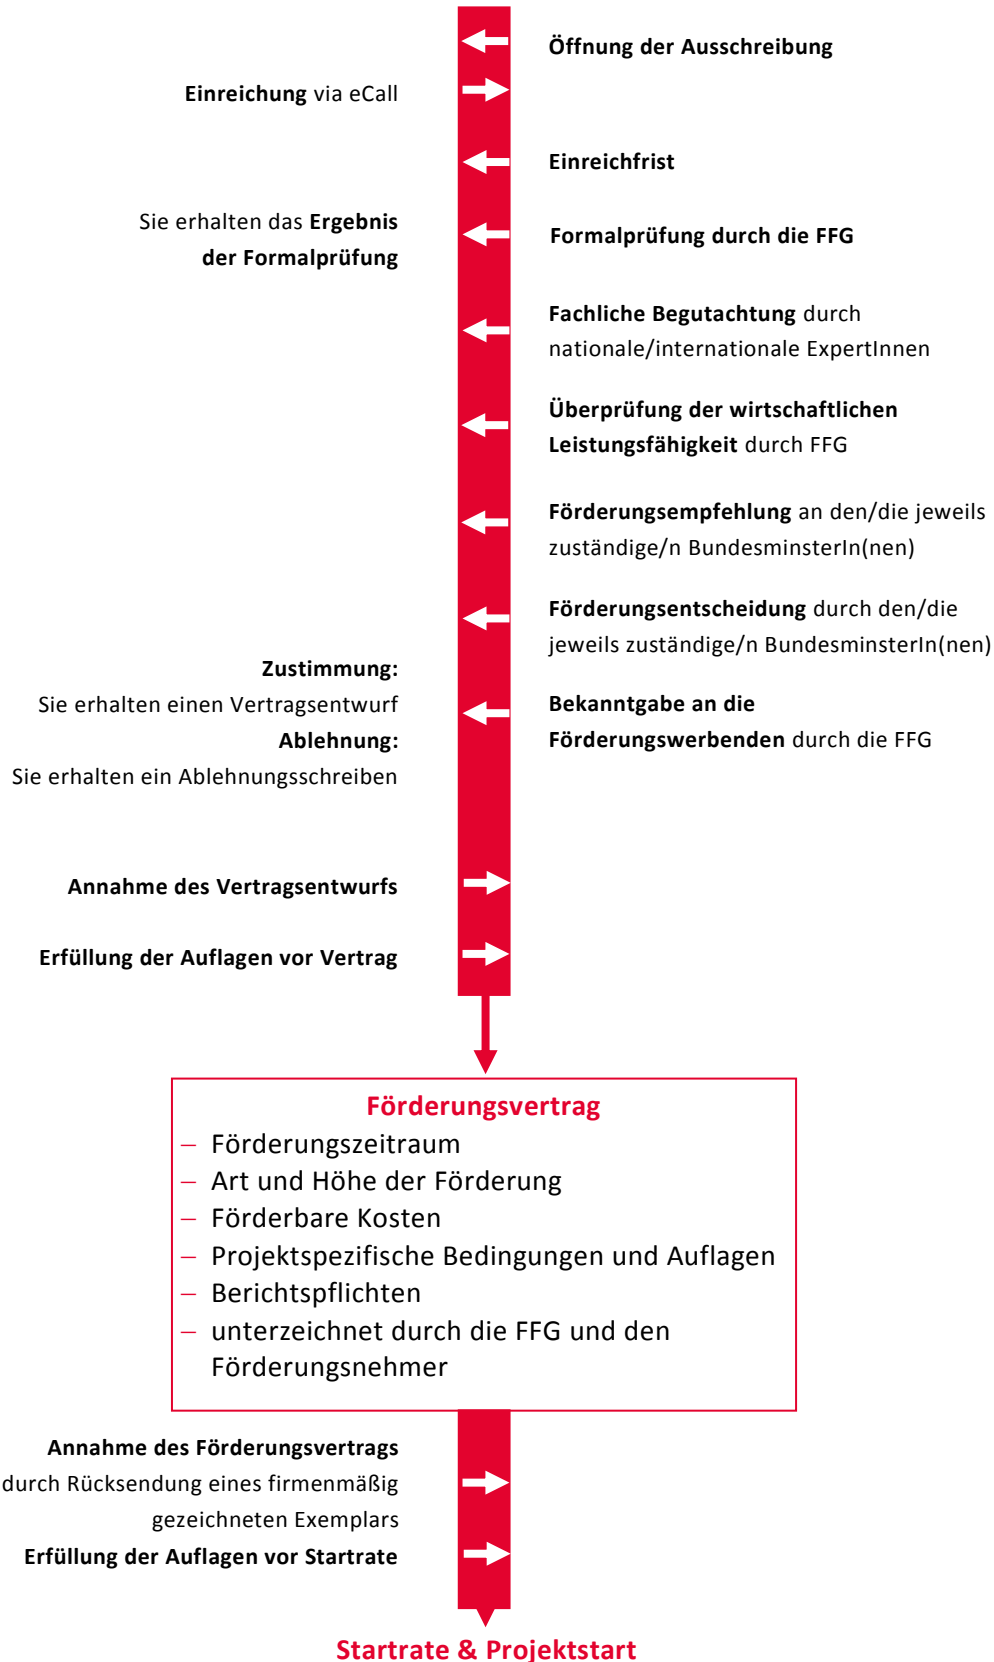 Öffnung der Ausschreibung
Einreichung via eCall
Einreichfrist
Sie erhalten das Ergebnis
der Formalprüfung
Formalprüfung durch die FFG
Fachliche Begutachtung durch
nationale/internationale ExpertInnen
Überprüfung der wirtschaftlichen
Leistungsfähigkeit durch FFG
Förderungsempfehlung an den/die jeweils
zuständige/n BundesminsterIn(nen)
Förderungsentscheidung durch den/die
jeweils zuständige/n BundesminsterIn(nen)
Zustimmung:
Sie erhalten einen Vertragsentwurf
Ablehnung:
Sie erhalten ein Ablehnungsschreiben
Bekanntgabe an die
Förderungswerbenden durch die FFG
Annahme des Vertragsentwurfs
Erfüllung der Auflagen vor Vertrag
Förderungsvertrag
– Förderungszeitraum
– Art und Höhe der Förderung
– Förderbare Kosten
– Projektspezifische Bedingungen und Auflagen
– Berichtspflichten
– unterzeichnet durch die FFG und den
Förderungsnehmer
Annahme des Förderungsvertrags
durch Rücksendung eines firmenmäßig
gezeichneten Exemplars
Erfüllung der Auflagen vor Startrate
Startrate & Projektstart